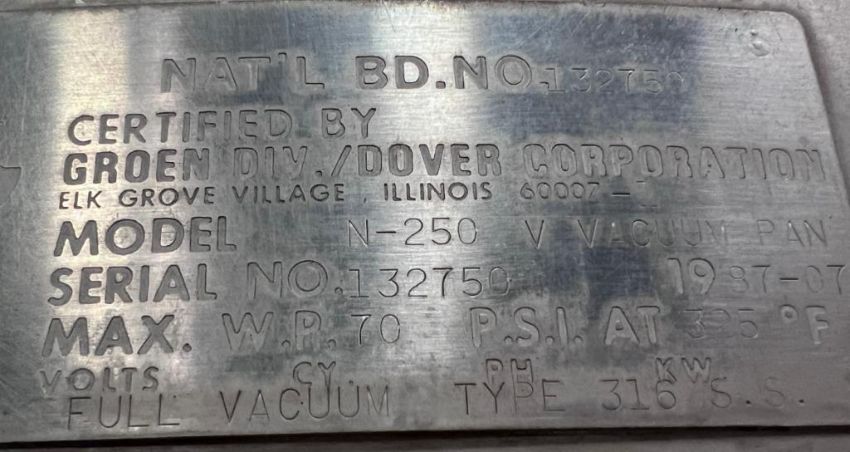 NAT'L BD.NO.132750
CERTIFIED BY
GROEN DIV./DOVER CORPORATION
ELK GROVE VILLAGE, ILLINOIS 60007-
MODEL N-250 V VACUUM PAN
SERIAL NO.132750 1987-07
MAX. W.P. 70 P.S.I. AT °F
VOLTS CY. PH KW
FULL VACUUM TYPE 316 S.S.